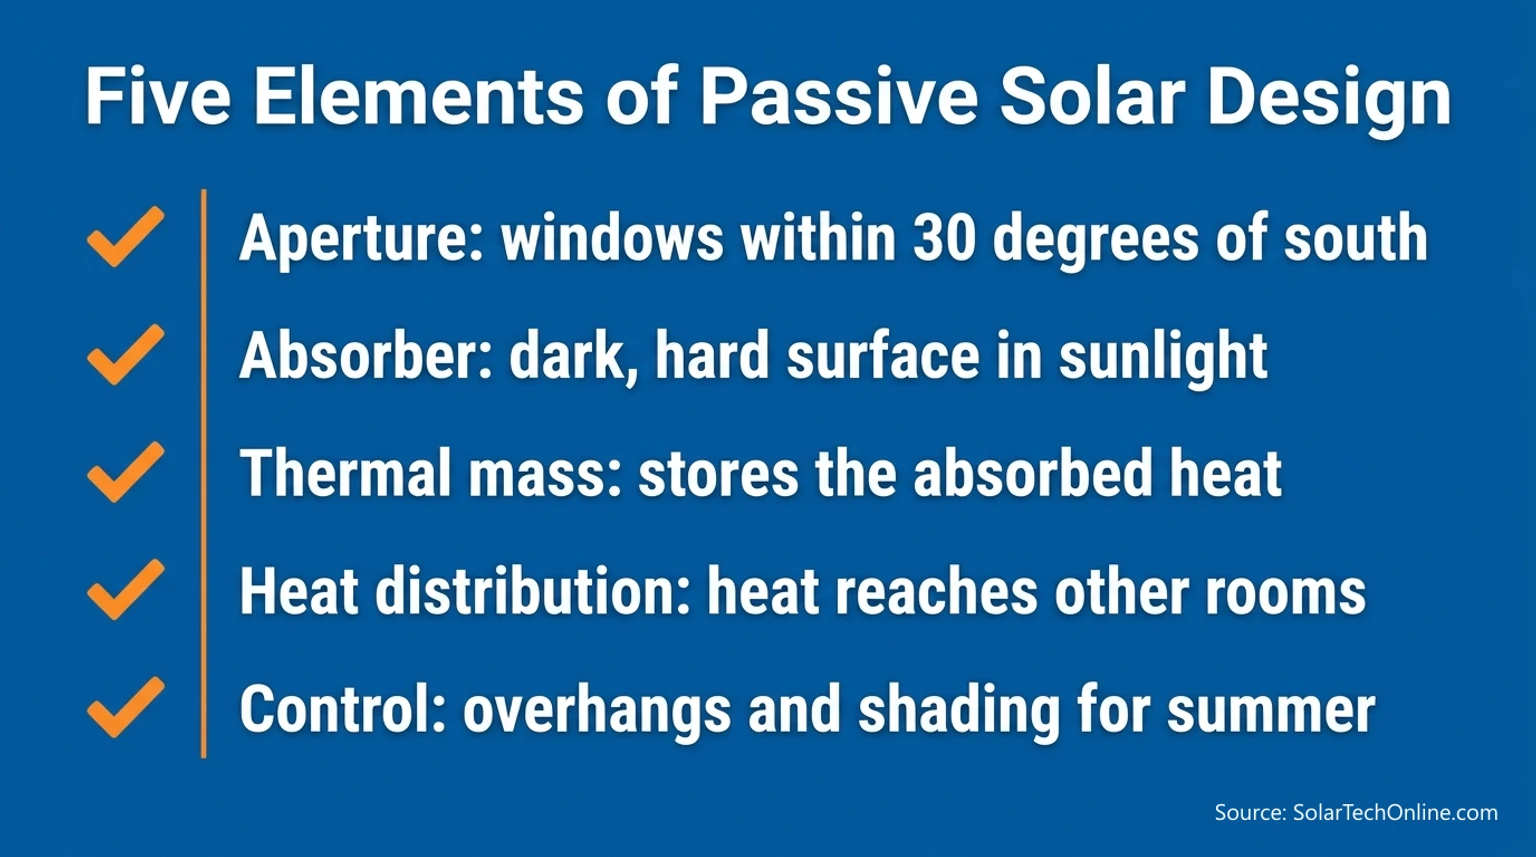 Five Elements of Passive Solar Design
Aperture: windows within 30 degrees of south
Absorber: dark, hard surface in sunlight
Thermal mass: stores the absorbed heat
Heat distribution: heat reaches other rooms
Control: overhangs and shading for summer
Source: SolarTechOnline.com